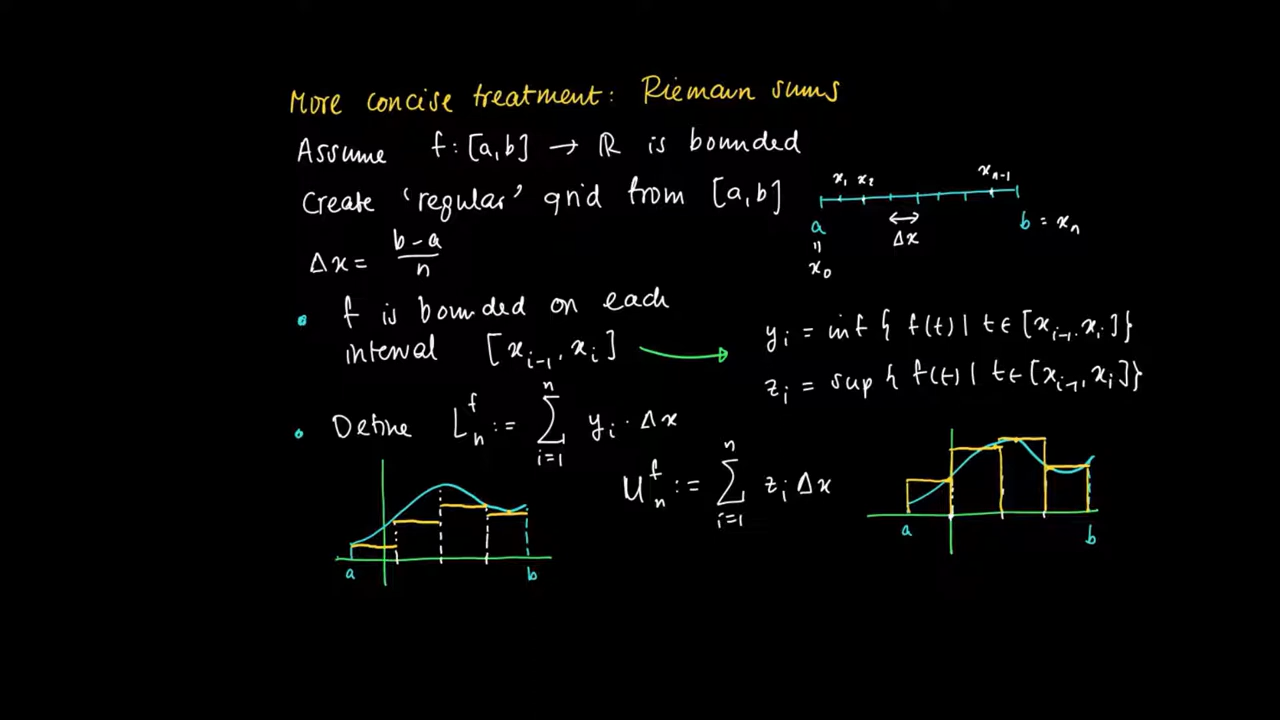 More concise treatment: Riemann sums
Assume f : [a,b] → ℝ is bounded
Create 'regular' grid from [a,b]
x₁ x₂ xₙ₋₁
a b = xₙ
Δx
"
x₀
Δx = (b - a)/n
• f is bounded on each
interval [xᵢ₋₁, xᵢ]
yᵢ = inf { f(t) | t ∈ [xᵢ₋₁, xᵢ]}
zᵢ = sup { f(t) | t ∈ [xᵢ₋₁, xᵢ]}
• Define Lₙᶠ := ∑ᵢ₌₁ⁿ yᵢ · Δx
Uₙᶠ := ∑ᵢ₌₁ⁿ zᵢ Δx
a b
a b